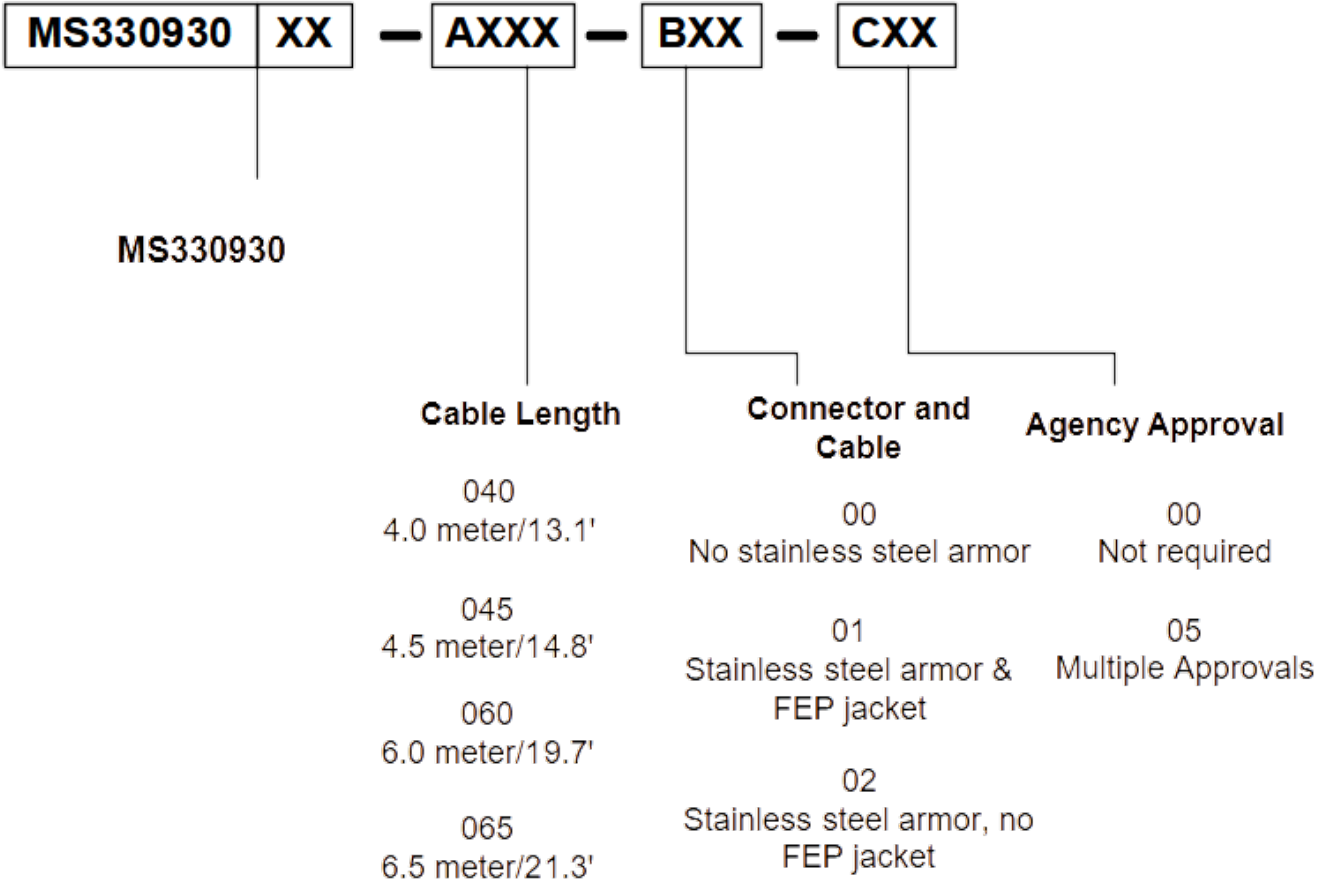 MS330930 XX — AXXX — BXX — CXX
MS330930
Cable Length
040
4.0 meter/13.1'
045
4.5 meter/14.8'
060
6.0 meter/19.7'
065
6.5 meter/21.3'
Connector and
Cable
00
No stainless steel armor
01
Stainless steel armor &
FEP jacket
02
Stainless steel armor, no
FEP jacket
Agency Approval
00
Not required
05
Multiple Approvals